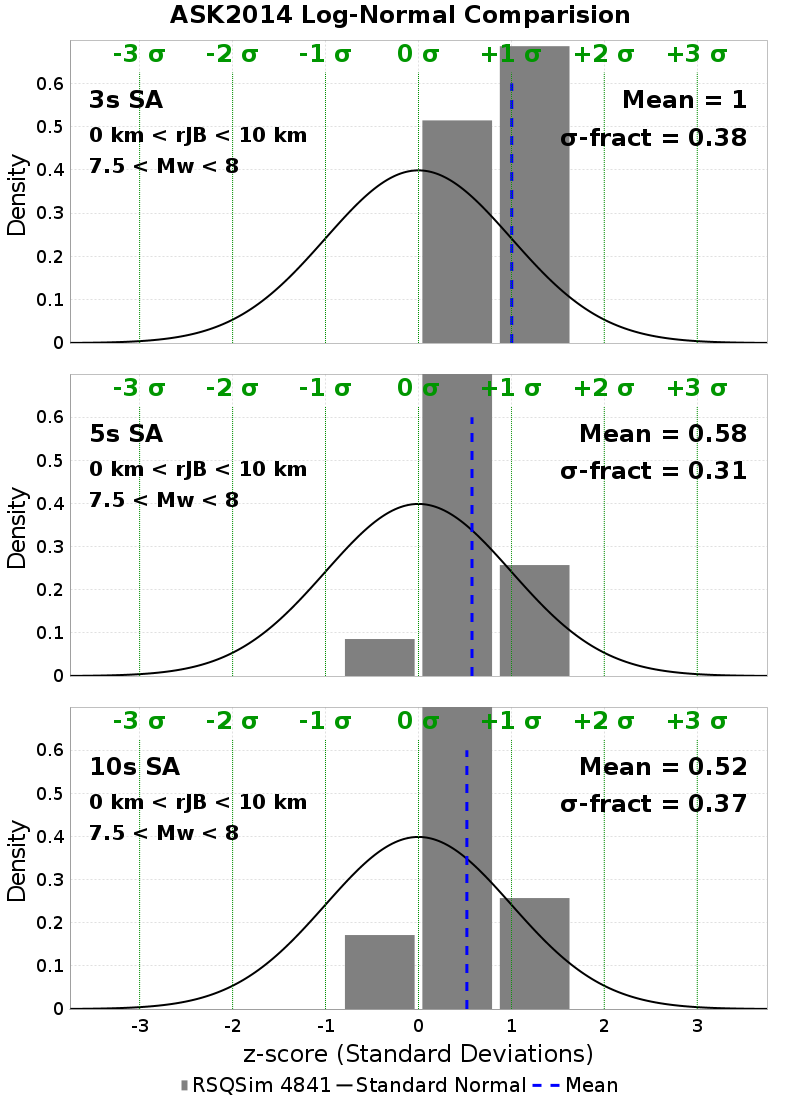 ASK2014 Log-Normal Comparision
-3 σ -2 σ -1 σ 0 σ +1 σ +2 σ +3 σ
3s SA
0 km < rJB < 10 km
7.5 < Mw < 8
Mean = 1
σ-fract = 0.38
Density
0.6
0.5
0.4
0.3
0.2
0.1
0
-3 σ -2 σ -1 σ 0 σ +1 σ +2 σ +3 σ
5s SA
0 km < rJB < 10 km
7.5 < Mw < 8
Mean = 0.58
σ-fract = 0.31
Density
0.6
0.5
0.4
0.3
0.2
0.1
0
-3 σ -2 σ -1 σ 0 σ +1 σ +2 σ +3 σ
10s SA
0 km < rJB < 10 km
7.5 < Mw < 8
Mean = 0.52
σ-fract = 0.37
Density
0.6
0.5
0.4
0.3
0.2
0.1
0
-3 -2 -1 0 1 2 3
z-score (Standard Deviations)
RSQSim 4841 Standard Normal Mean